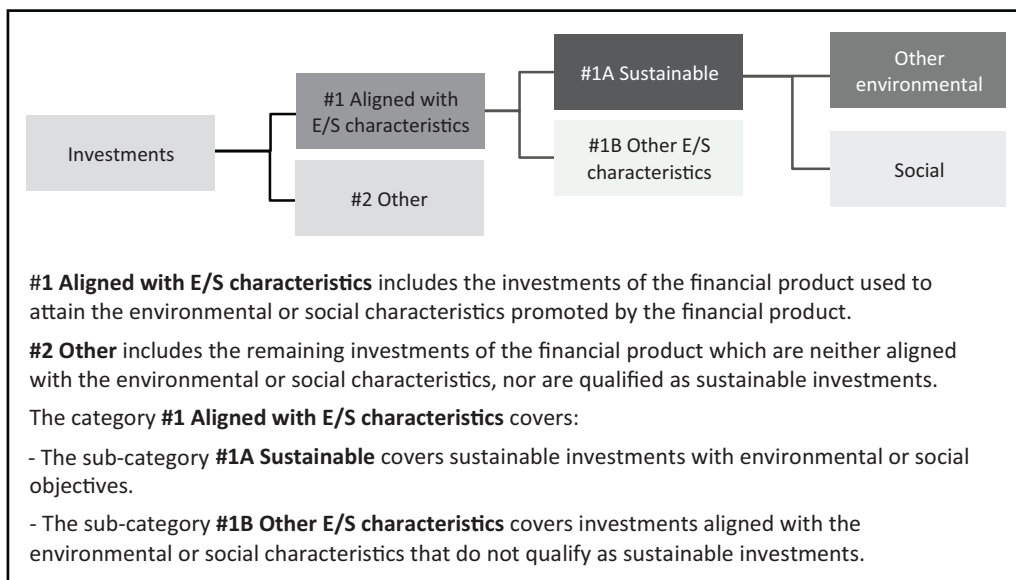 Investments
#1 Aligned with
E/S characteristics
#2 Other
#1A Sustainable
#1B Other E/S
characteristics
Other
environmental
Social
#1 Aligned with E/S characteristics includes the investments of the financial product used to
attain the environmental or social characteristics promoted by the financial product.
#2 Other includes the remaining investments of the financial product which are neither aligned
with the environmental or social characteristics, nor are qualified as sustainable investments.
The category #1 Aligned with E/S characteristics covers:
- The sub-category #1A Sustainable covers sustainable investments with environmental or social
objectives.
- The sub-category #1B Other E/S characteristics covers investments aligned with the
environmental or social characteristics that do not qualify as sustainable investments.